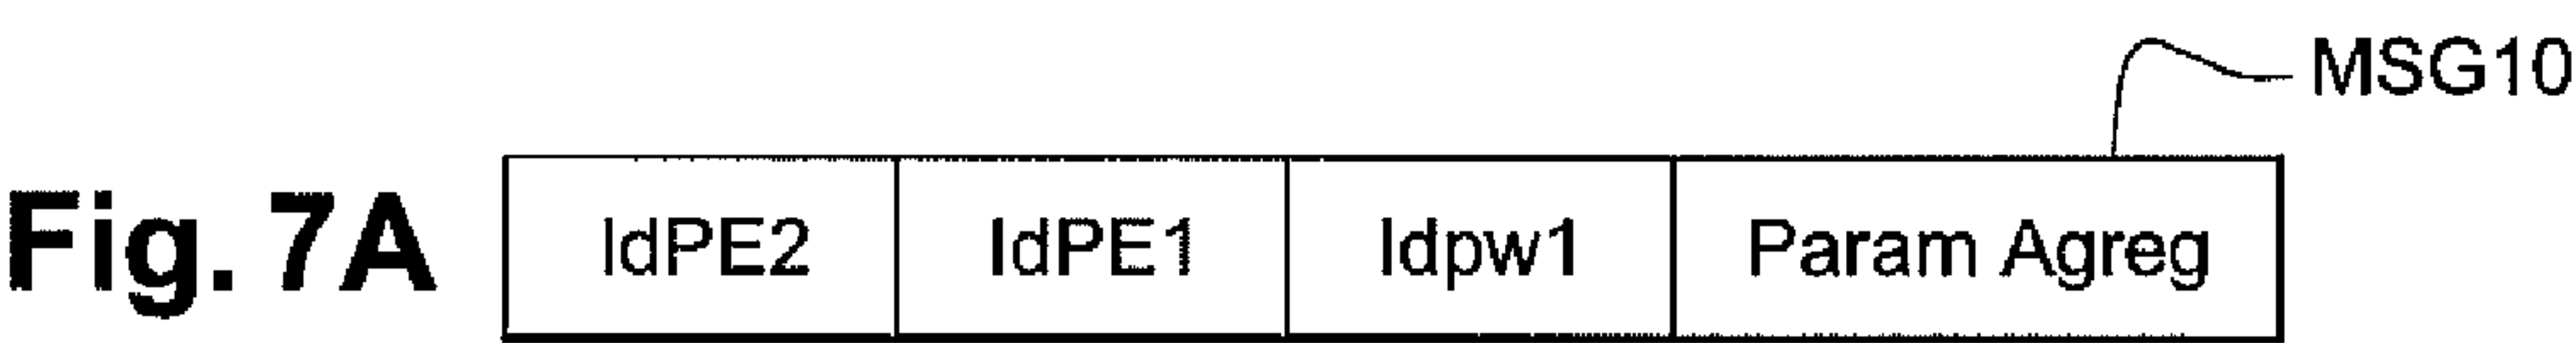 MSG10
Fig. 7A IdPE2 IdPE1 Idpw1 Param Agreg